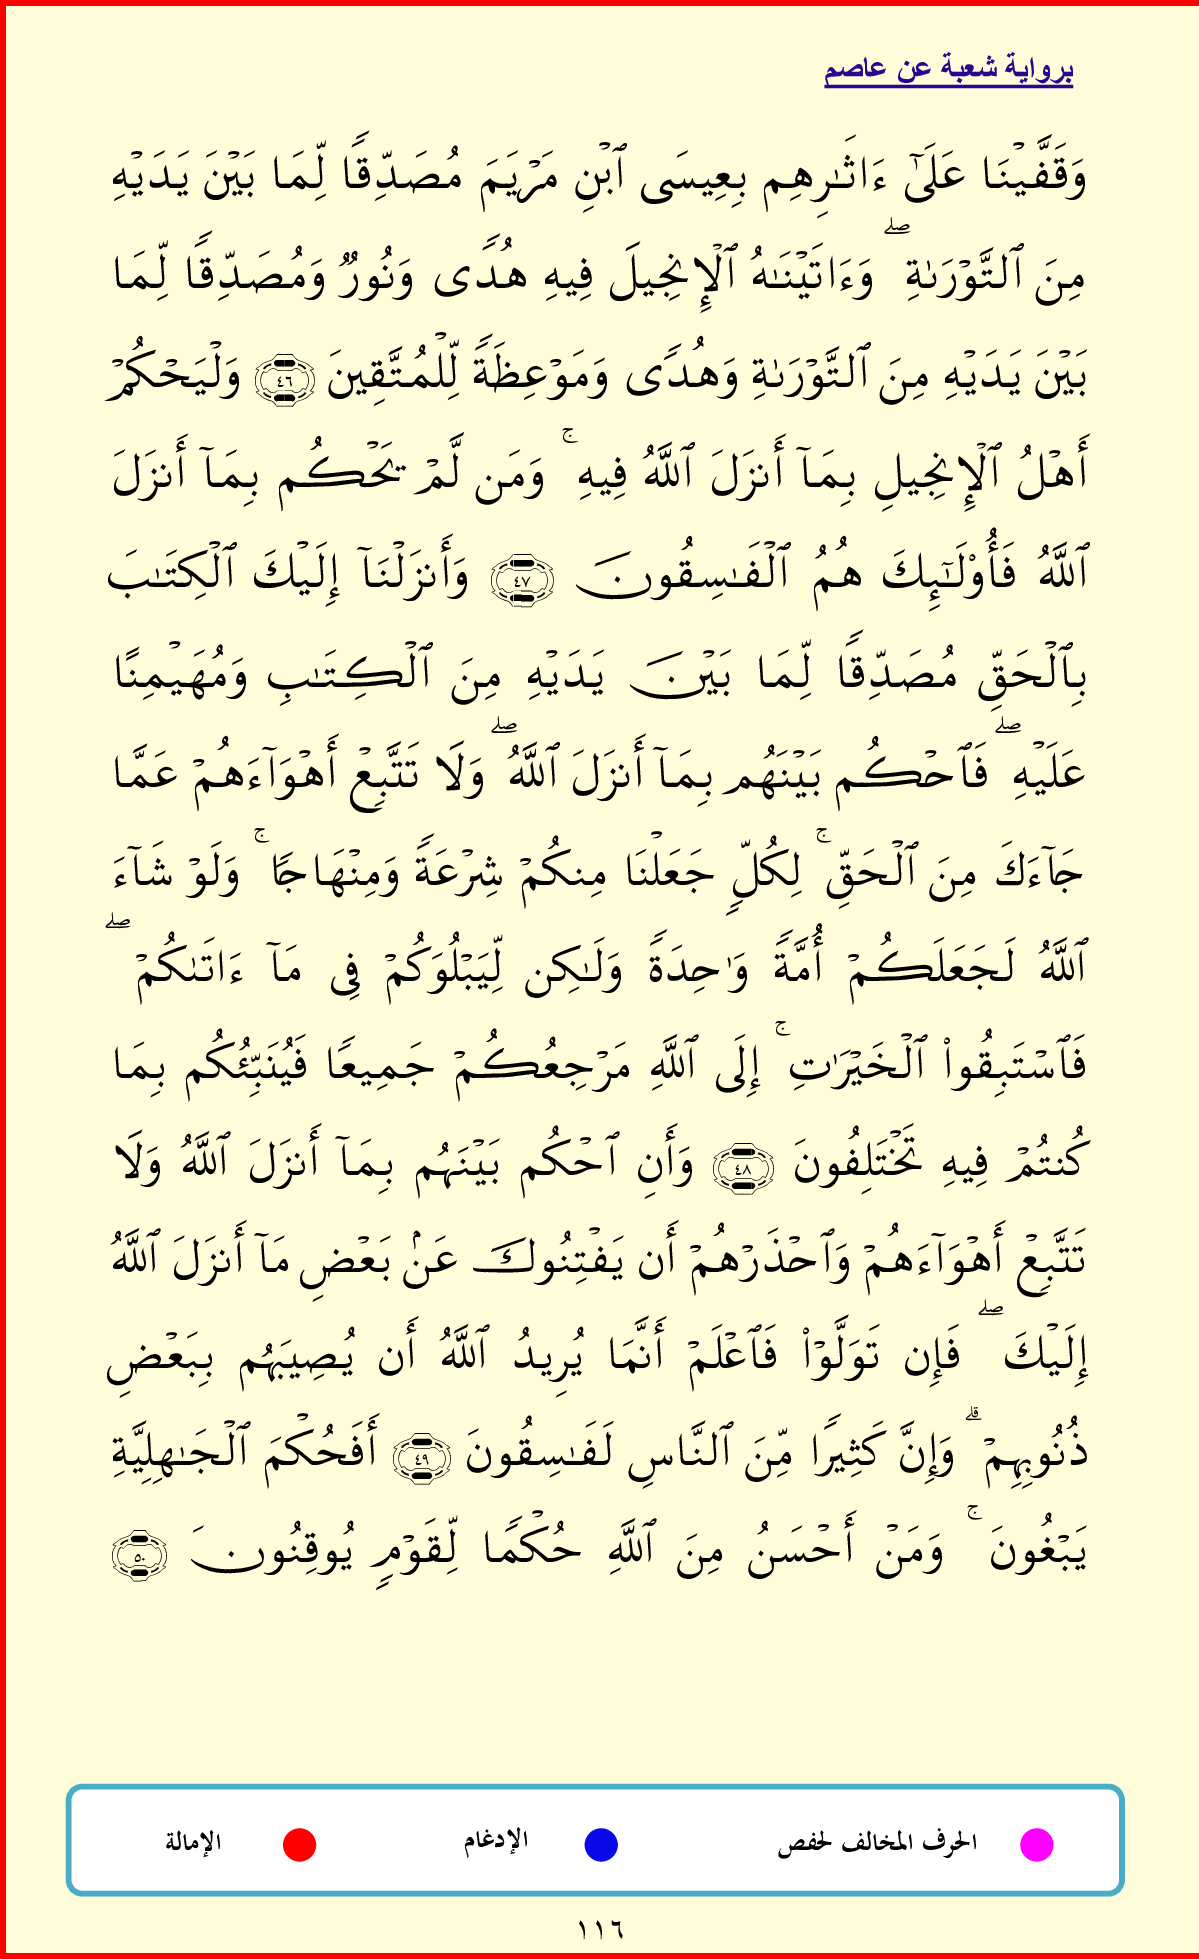 برواية شعبة عن عاصم
وَقَفَّيۡنَا عَلَىٰٓ ءَاثَٰرِهِم بِعِيسَى ٱبۡنِ مَرۡيَمَ مُصَدِّقٗا لِّمَا بَيۡنَ يَدَيۡهِ
مِنَ ٱلتَّوۡرَىٰةِۖ وَءَاتَيۡنَٰهُ ٱلۡإِنجِيلَ فِيهِ هُدٗى وَنُورٞ وَمُصَدِّقٗا لِّمَا
بَيۡنَ يَدَيۡهِ مِنَ ٱلتَّوۡرَىٰةِ وَهُدٗى وَمَوۡعِظَةٗ لِّلۡمُتَّقِينَ ٤٦ وَلۡيَحۡكُمۡ
أَهۡلُ ٱلۡإِنجِيلِ بِمَآ أَنزَلَ ٱللَّهُ فِيهِۚ وَمَن لَّمۡ يَحۡكُم بِمَآ أَنزَلَ
ٱللَّهُ فَأُوْلَٰٓئِكَ هُمُ ٱلۡفَٰسِقُونَ ٤٧ وَأَنزَلۡنَآ إِلَيۡكَ ٱلۡكِتَٰبَ
بِٱلۡحَقِّ مُصَدِّقٗا لِّمَا بَيۡنَ يَدَيۡهِ مِنَ ٱلۡكِتَٰبِ وَمُهَيۡمِنًا
عَلَيۡهِۖ فَٱحۡكُم بَيۡنَهُم بِمَآ أَنزَلَ ٱللَّهُۖ وَلَا تَتَّبِعۡ أَهۡوَآءَهُمۡ عَمَّا
جَآءَكَ مِنَ ٱلۡحَقِّۚ لِكُلّٖ جَعَلۡنَا مِنكُمۡ شِرۡعَةٗ وَمِنۡهَاجٗاۚ وَلَوۡ شَآءَ
ٱللَّهُ لَجَعَلَكُمۡ أُمَّةٗ وَٰحِدَةٗ وَلَٰكِن لِّيَبۡلُوَكُمۡ فِي مَآ ءَاتَىٰكُمۡۖ
فَٱسۡتَبِقُواْ ٱلۡخَيۡرَٰتِۚ إِلَى ٱللَّهِ مَرۡجِعُكُمۡ جَمِيعٗا فَيُنَبِّئُكُم بِمَا
كُنتُمۡ فِيهِ تَخۡتَلِفُونَ ٤٨ وَأَنِ ٱحۡكُم بَيۡنَهُم بِمَآ أَنزَلَ ٱللَّهُ وَلَا
تَتَّبِعۡ أَهۡوَآءَهُمۡ وَٱحۡذَرۡهُمۡ أَن يَفۡتِنُوكَ عَنۢ بَعۡضِ مَآ أَنزَلَ ٱللَّهُ
إِلَيۡكَۖ فَإِن تَوَلَّوۡاْ فَٱعۡلَمۡ أَنَّمَا يُرِيدُ ٱللَّهُ أَن يُصِيبَهُم بِبَعۡضِ
ذُنُوبِهِمۡۗ وَإِنَّ كَثِيرٗا مِّنَ ٱلنَّاسِ لَفَٰسِقُونَ ٤٩ أَفَحُكۡمَ ٱلۡجَٰهِلِيَّةِ
يَبۡغُونَۚ وَمَنۡ أَحۡسَنُ مِنَ ٱللَّهِ حُكۡمٗا لِّقَوۡمٖ يُوقِنُونَ ٥٠
الحرف المخالف لحفص الإدغام الإمالة
١١٦